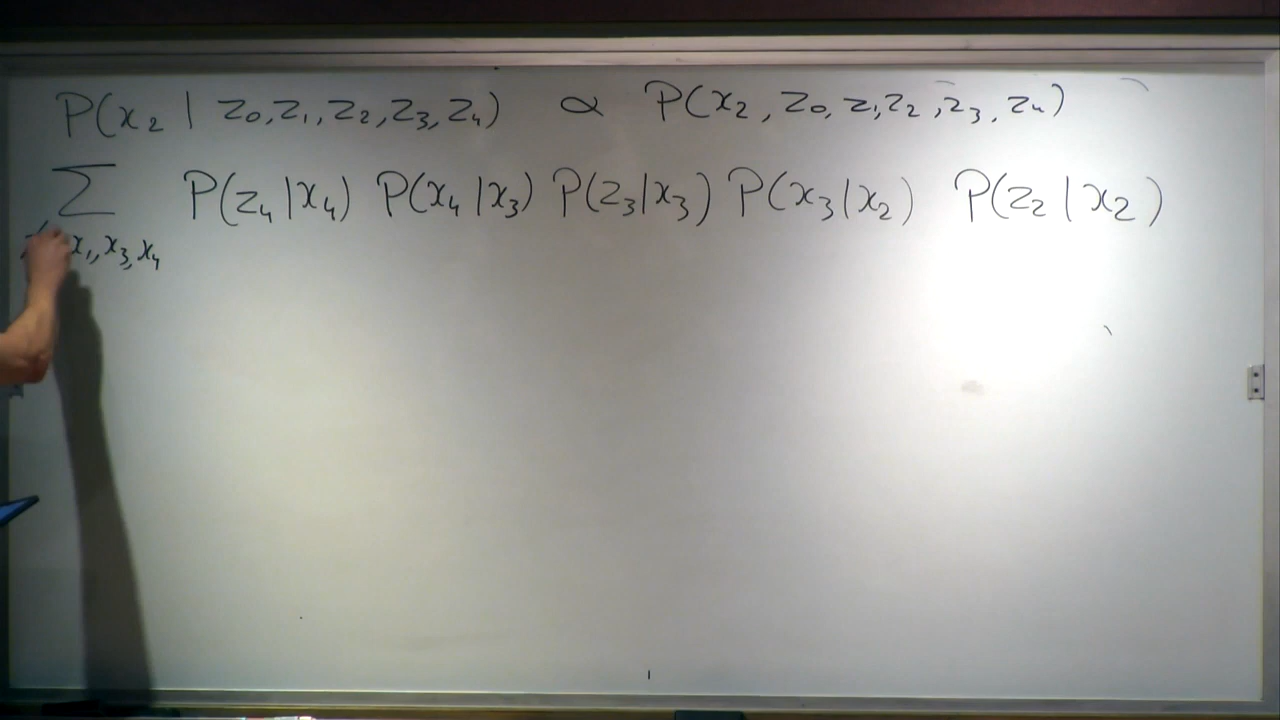 P(x₂ | z₀,z₁,z₂,z₃,z₄) ∝ P(x₂, z₀,z₁,z₂,z₃,z₄)
∑ P(z₄|x₄) P(x₄|x₃) P(z₃|x₃) P(x₃|x₂) P(z₂|x₂)
x₁,x₃,x₄